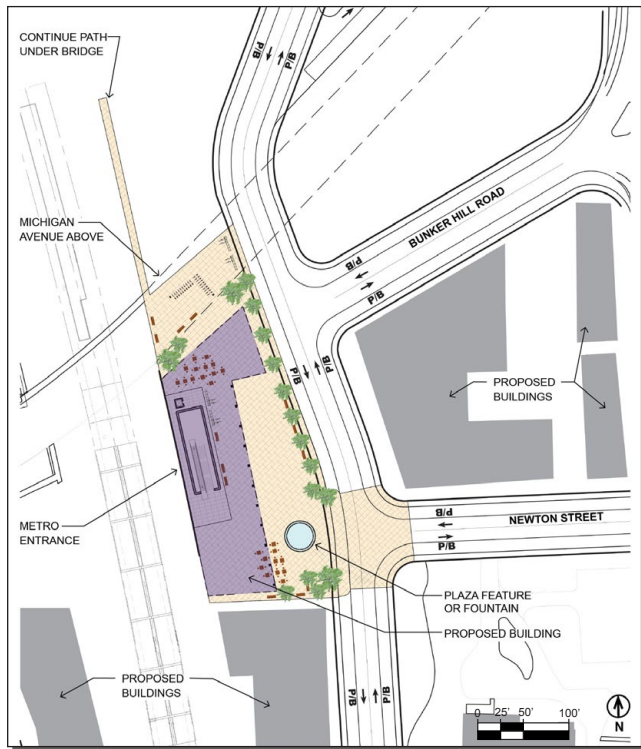 CONTINUE PATH
UNDER BRIDGE
P/B
P/B
MICHIGAN
AVENUE ABOVE
BUNKER HILL ROAD
P/B
P/B
P/B
P/B
PROPOSED
BUILDINGS
METRO
ENTRANCE
P/B
NEWTON STREET
P/B
PLAZA FEATURE
OR FOUNTAIN
PROPOSED BUILDING
PROPOSED
BUILDINGS
P/B
P/B
0 25' 50' 100'
N